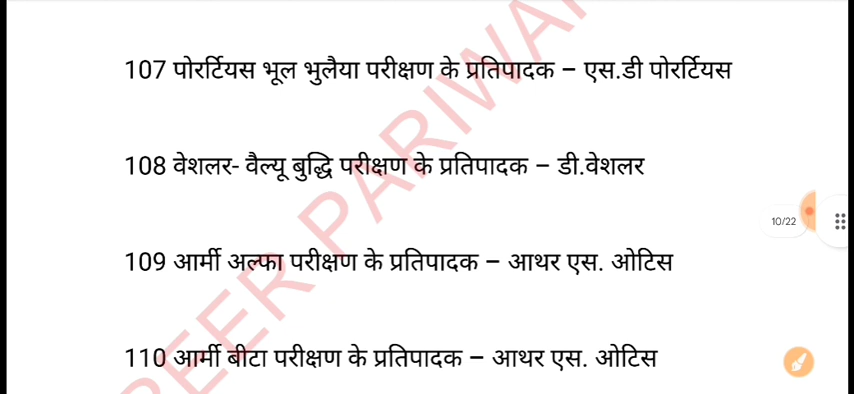 107 पोरर्टियस भूल भुलैया परीक्षण के प्रतिपादक – एस.डी पोरर्टियस
108 वेशलर- वैल्यू बुद्धि परीक्षण के प्रतिपादक – डी.वेशलर
10/22
109 आर्मी अल्फा परीक्षण के प्रतिपादक – आथर एस. ओटिस
110 आर्मी बीटा परीक्षण के प्रतिपादक – आथर एस. ओटिस